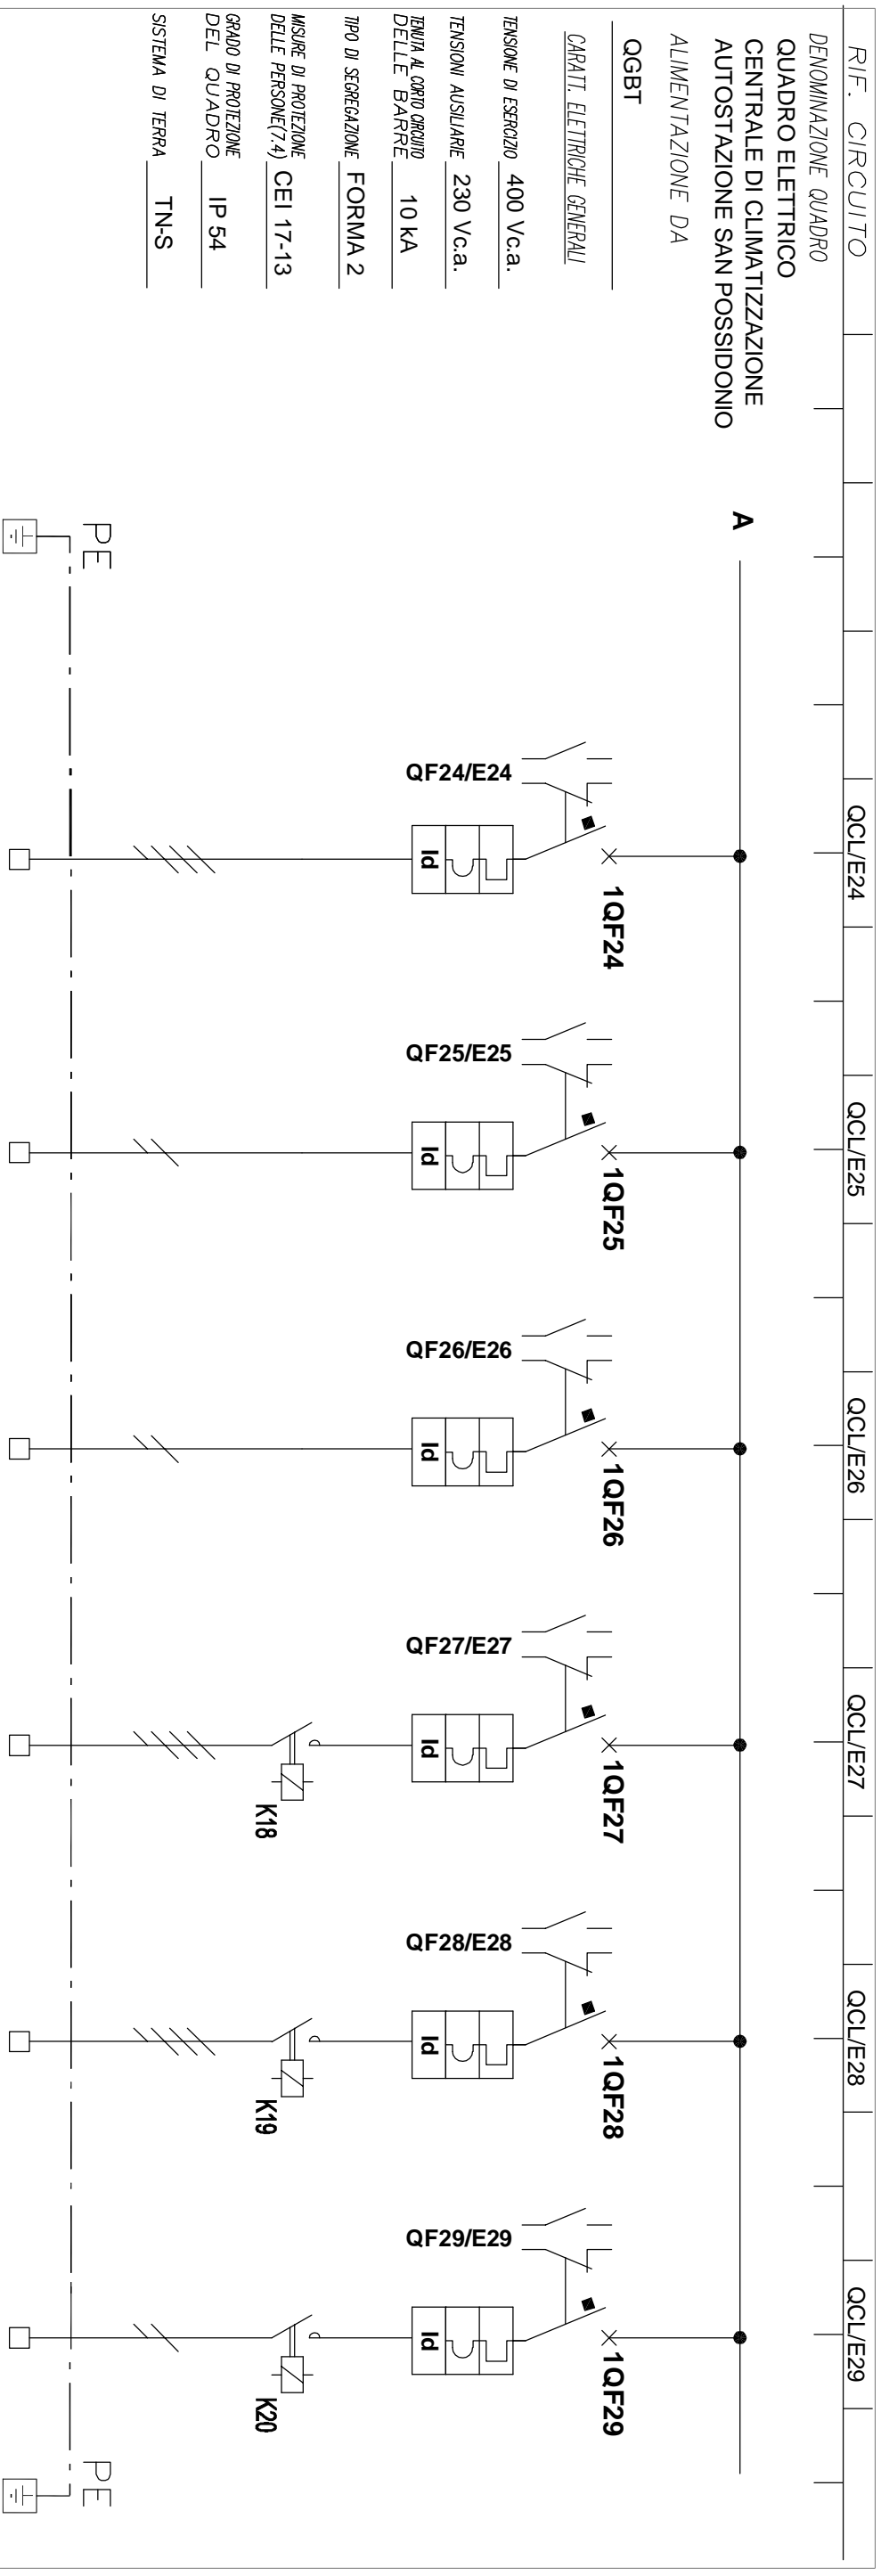 RIF. CIRCUITO
QCL/E24
QCL/E25
QCL/E26
QCL/E27
QCL/E28
QCL/E29
DENOMINAZIONE QUADRO
QUADRO ELETTRICO
CENTRALE DI CLIMATIZZAZIONE
AUTOSTAZIONE SAN POSSIDONIO
ALIMENTAZIONE DA
QGBT
CARATT. ELETTRICHE GENERALI
TENSIONE DI ESERCIZIO 400 Vc.a.
TENSIONI AUSILIARIE 230 Vc.a.
TENUTA AL CORTO CIRCUITO
DELLE BARRE 10 kA
TIPO DI SEGREGAZIONE FORMA 2
MISURE DI PROTEZIONE
DELLE PERSONE(7.4) CEI 17-13
GRADO DI PROTEZIONE
DEL QUADRO IP 54
SISTEMA DI TERRA TN-S
A
1QF24
1QF25
1QF26
1QF27
1QF28
1QF29
QF24/E24
QF25/E25
QF26/E26
QF27/E27
QF28/E28
QF29/E29
Id
Id
Id
Id
Id
Id
K18
K19
K20
PE
PE